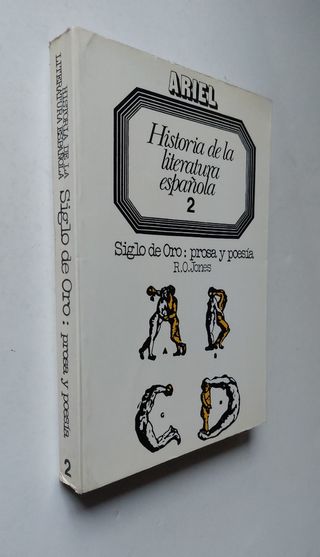 ARIEL
Historia de la
literatura
española
2
Siglo de Oro: prosa y poesía
R.O.Jones
A
B
C
D
HISTORIA DE LA
LITERATURA ESPAÑOLA
Siglo de Oro: prosa y poesía
2